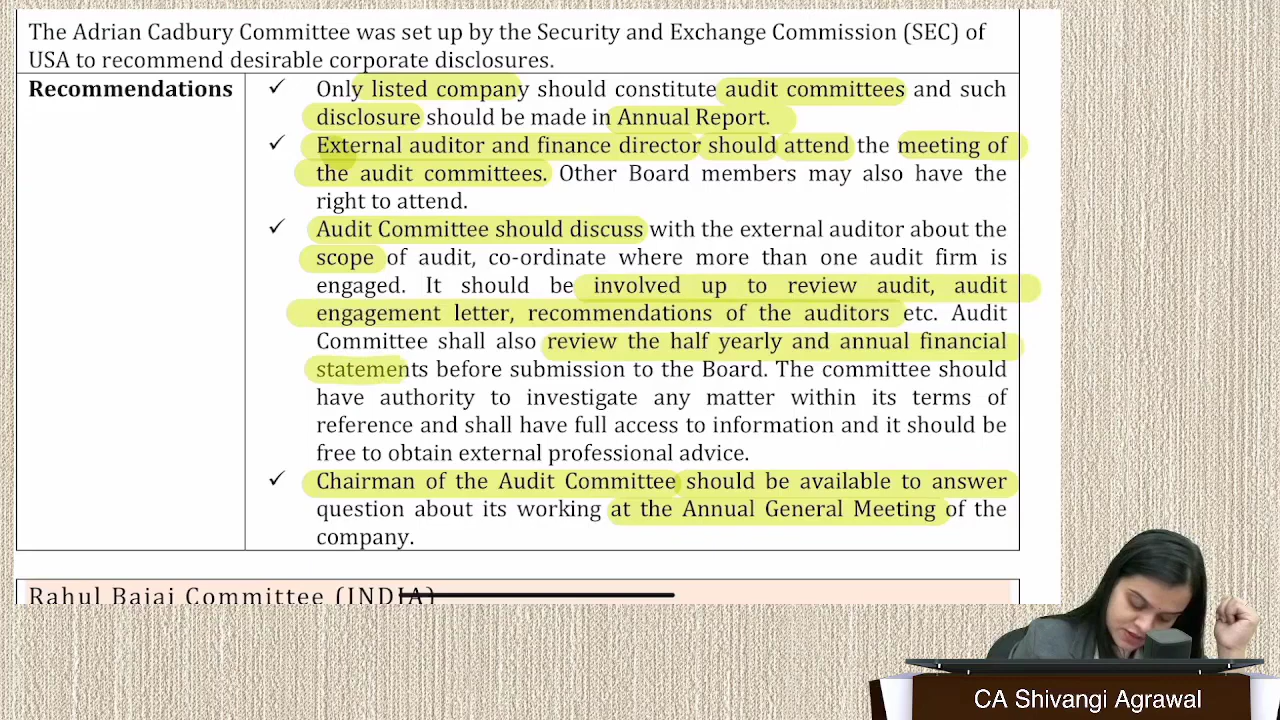 The Adrian Cadbury Committee was set up by the Security and Exchange Commission (SEC) of
USA to recommend desirable corporate disclosures.
Recommendations
✓ Only listed company should constitute audit committees and such
disclosure should be made in Annual Report.
✓ External auditor and finance director should attend the meeting of
the audit committees. Other Board members may also have the
right to attend.
✓ Audit Committee should discuss with the external auditor about the
scope of audit, co-ordinate where more than one audit firm is
engaged. It should be involved up to review audit, audit
engagement letter, recommendations of the auditors etc. Audit
Committee shall also review the half yearly and annual financial
statements before submission to the Board. The committee should
have authority to investigate any matter within its terms of
reference and shall have full access to information and it should be
free to obtain external professional advice.
✓ Chairman of the Audit Committee should be available to answer
question about its working at the Annual General Meeting of the
company.
Rahul Bajaj Committee (INDIA)
CA Shivangi Agrawal